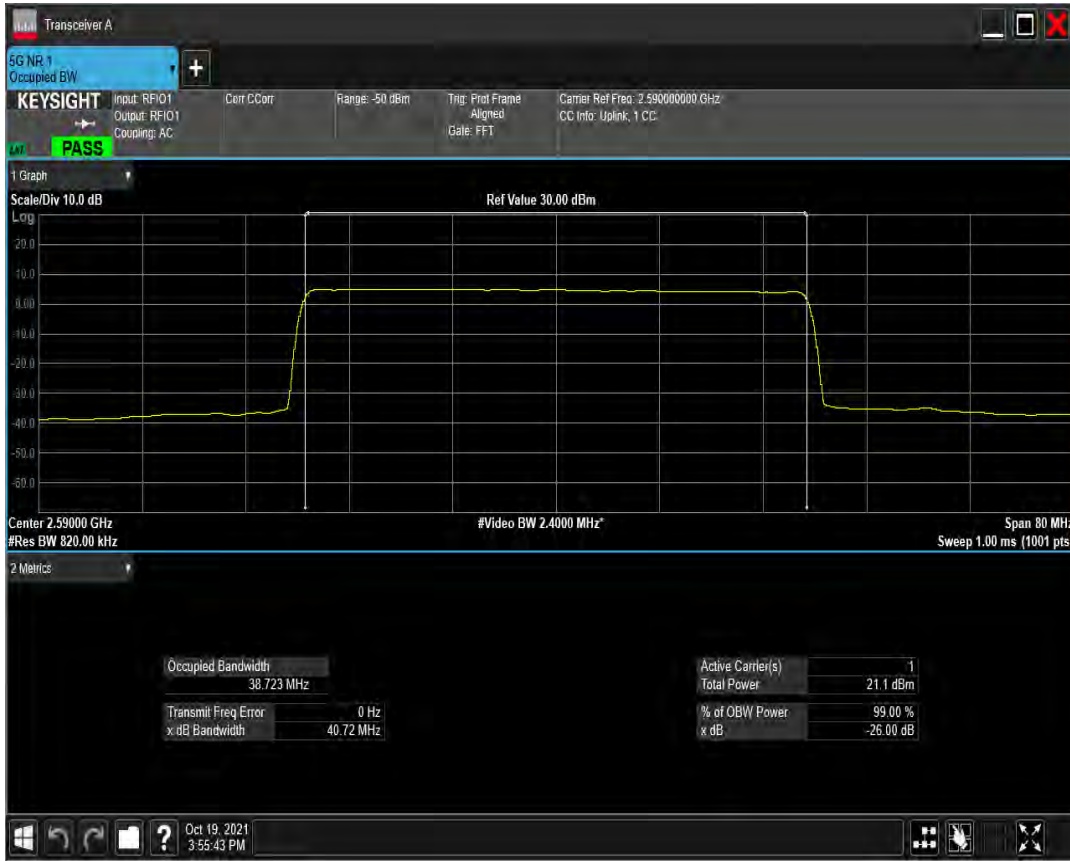 Transceiver A
5G NR 1
Occupied BW
+
KEYSIGHT
Input: RFIO1
Output: RFIO1
Coupling: AC
Corr CCorr
Range: -50 dBm
Trig: Prot Frame
Aligned
Gate: FFT
Carrier Ref Freq: 2.590000000 GHz
CC Info: Uplink, 1 CC
PASS
1 Graph
Scale/Div 10.0 dB
Ref Value 30.00 dBm
Log
20.0
10.0
0.00
-10.0
-20.0
-30.0
-40.0
-50.0
-60.0
Center 2.59000 GHz
#Video BW 2.4000 MHz*
Span 80 MHz
#Res BW 820.00 kHz
Sweep 1.00 ms (1001 pts
2 Metrics
Occupied Bandwidth
38.723 MHz
Transmit Freq Error 0 Hz
x dB Bandwidth 40.72 MHz
Active Carrier(s) 1
Total Power 21.1 dBm
% of OBW Power 99.00 %
x dB -26.00 dB
?
Oct 19, 2021
3:55:43 PM